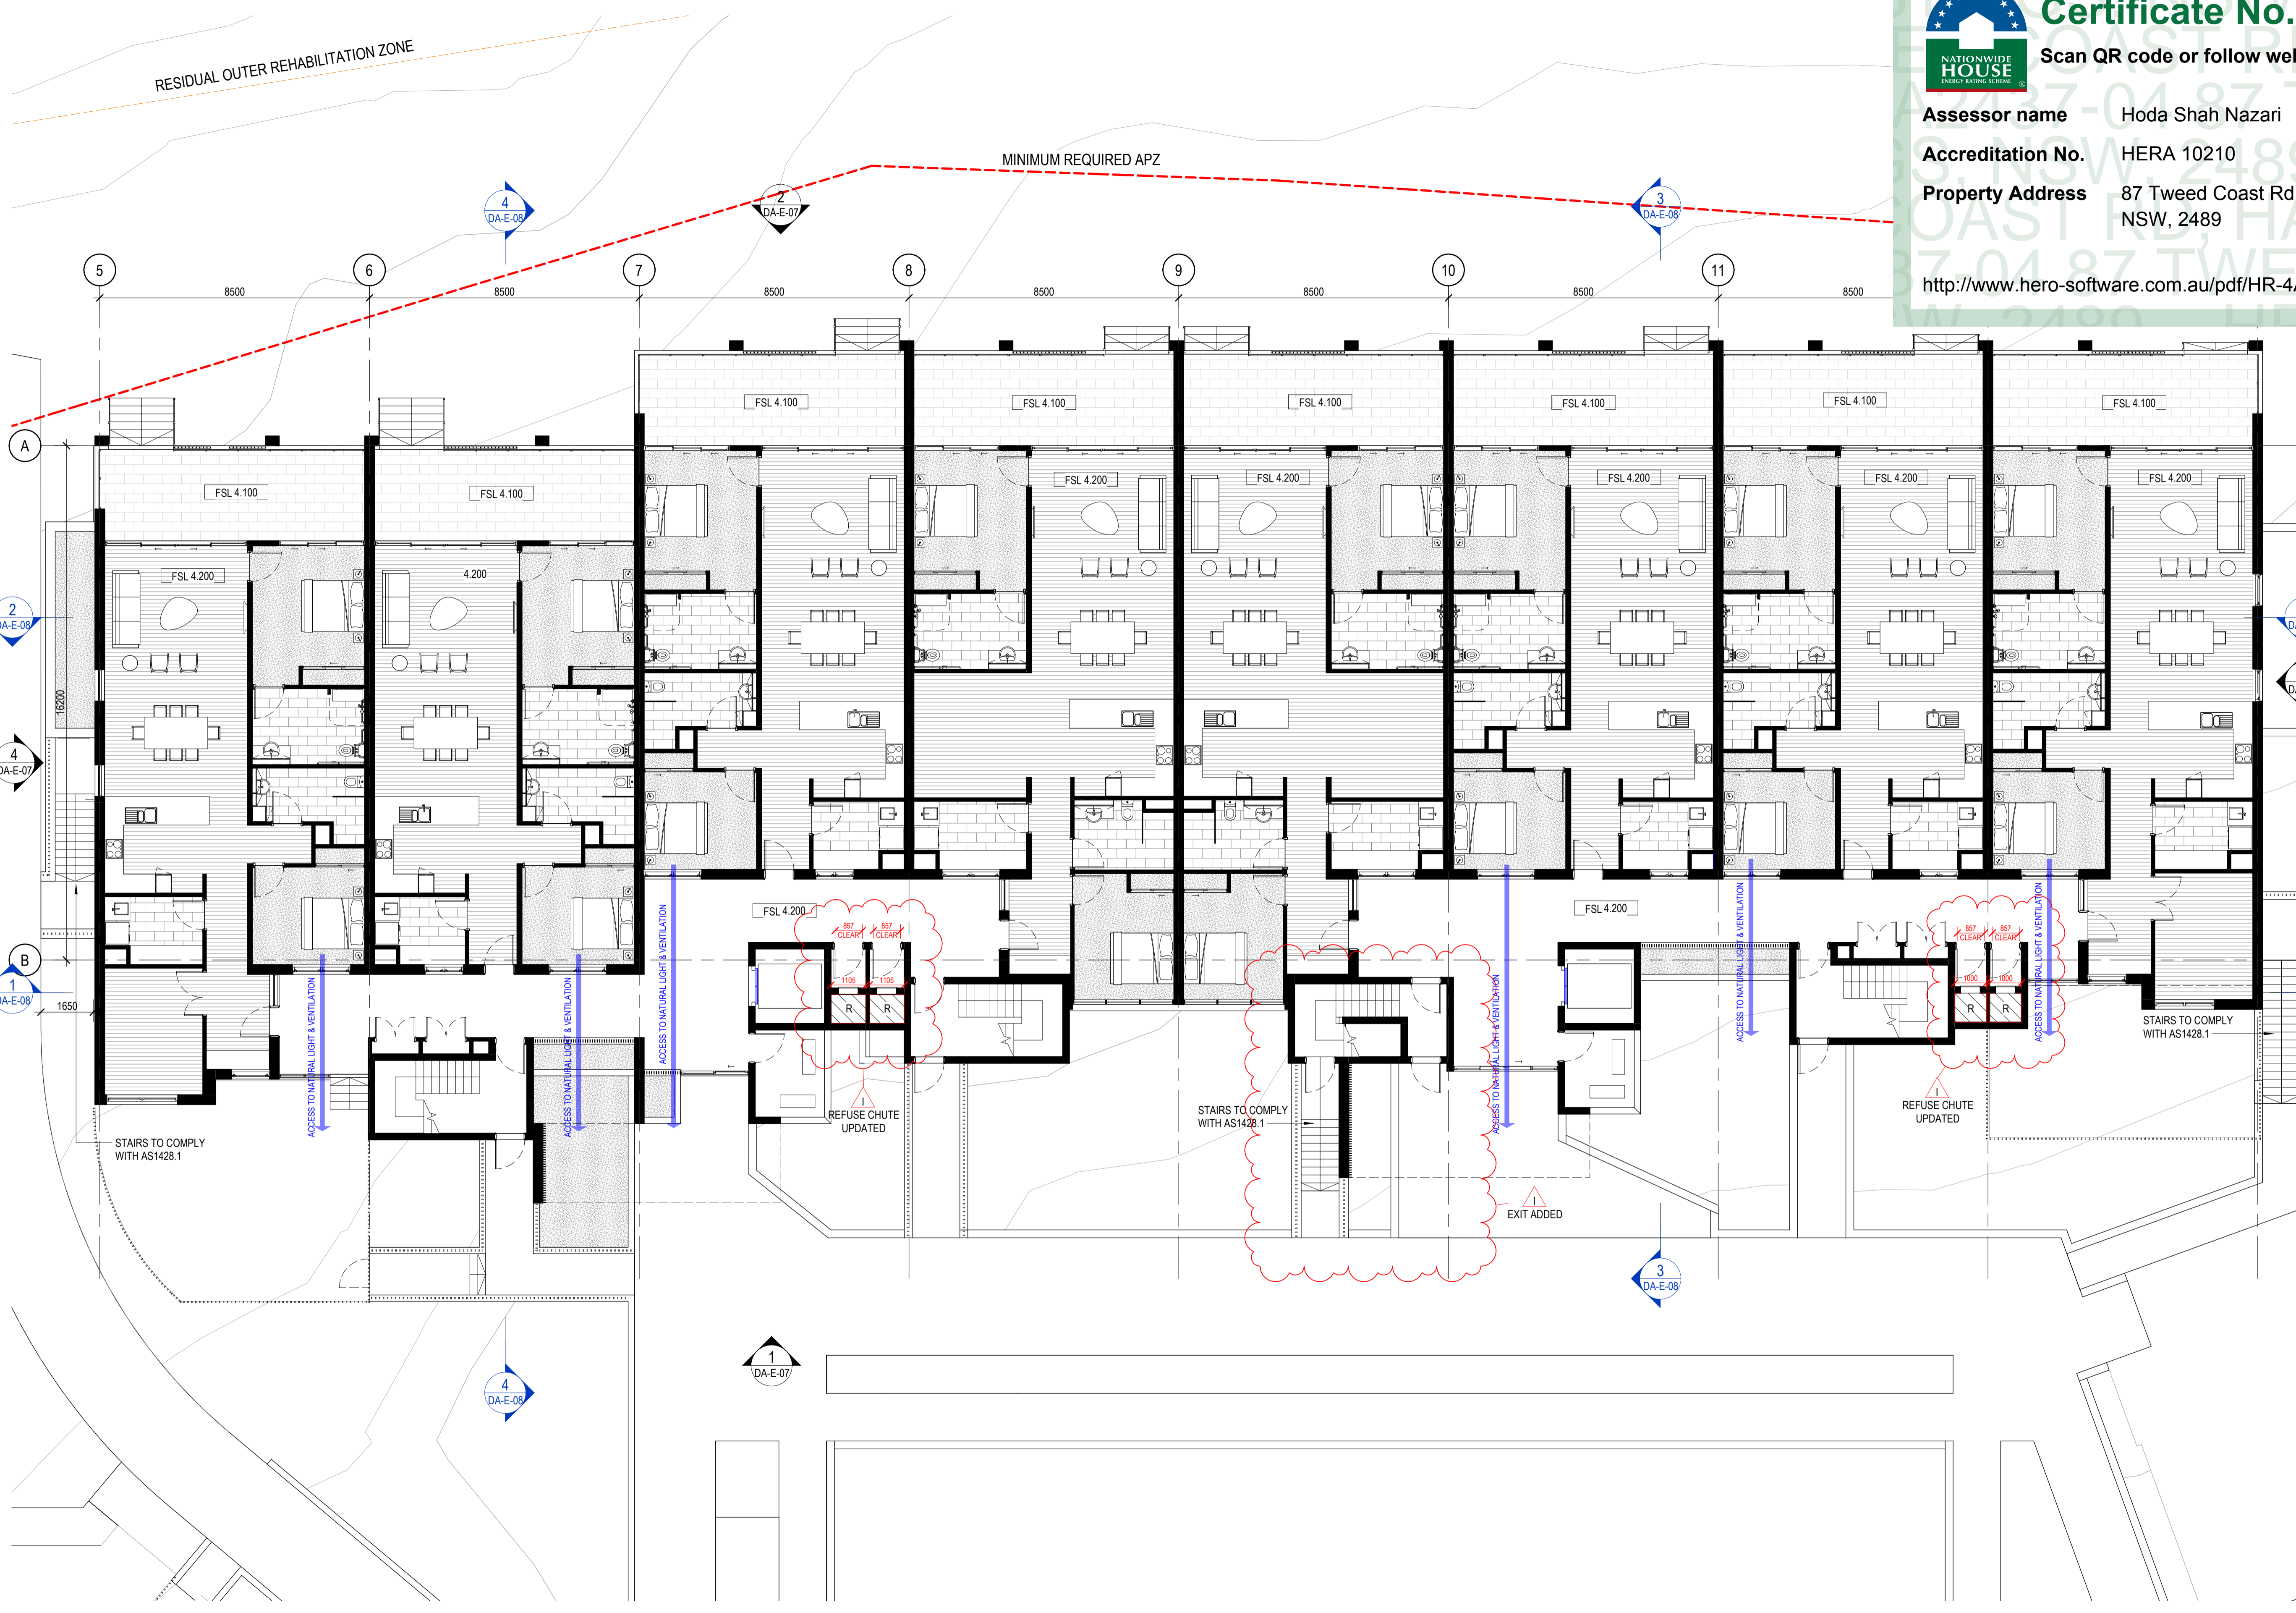 Certificate No.
Scan QR code or follow we
NATIONWIDE
HOUSE
ENERGY RATING SCHEME
®
Assessor name Hoda Shah Nazari
Accreditation No. HERA 10210
Property Address 87 Tweed Coast Rd
NSW, 2489
http://www.hero-software.com.au/pdf/HR-4
RESIDUAL OUTER REHABILITATION ZONE
MINIMUM REQUIRED APZ
4
DA-E-08
2
DA-E-07
3
DA-E-08
5 6 7 8 9 10 11
8500 8500 8500 8500 8500 8500 8500
FSL 4.100 FSL 4.100 FSL 4.100 FSL 4.100 FSL 4.100 FSL 4.100
A
FSL 4.100 FSL 4.100
FSL 4.200 FSL 4.200 FSL 4.200 FSL 4.200 FSL 4.200
FSL 4.200 4.200
2
DA-E-08
16200
4
DA-E-07
FSL 4.200 FSL 4.200
857 857
CLEAR CLEAR
1105 1105
R R
857 857
CLEAR CLEAR
1000 1000
R R
B
1
DA-E-08
1650
ACCESS TO NATURAL LIGHT & VENTILATION
ACCESS TO NATURAL LIGHT & VENTILATION
ACCESS TO NATURAL LIGHT & VENTILATION
ACCESS TO NATURAL LIGHT & VENTILATION
ACCESS TO NATURAL LIGHT & VENTILATION
ACCESS TO NATURAL LIGHT & VENTILATION
STAIRS TO COMPLY
WITH AS1428.1
I
REFUSE CHUTE
UPDATED
STAIRS TO COMPLY
WITH AS1428.1
I
EXIT ADDED
I
REFUSE CHUTE
UPDATED
STAIRS TO COMPLY
WITH AS1428.1
3
DA-E-08
1
DA-E-07
4
DA-E-08